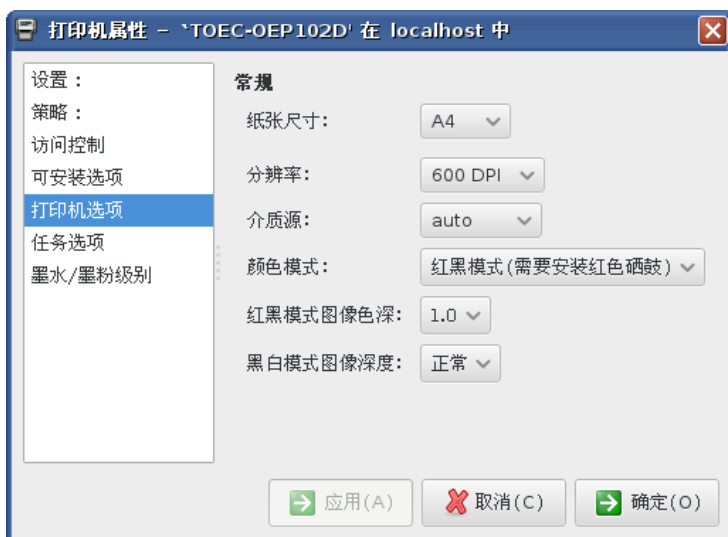 打印机属性 – `TOEC-OEP102D' 在 localhost 中
设置：
策略：
访问控制
可安装选项
打印机选项
任务选项
墨水/墨粉级别
常规
纸张尺寸: A4
分辨率: 600 DPI
介质源: auto
颜色模式: 红黑模式(需要安装红色硒鼓)
红黑模式图像色深: 1.0
黑白模式图像深度: 正常
应用(A) 取消(C) 确定(O)